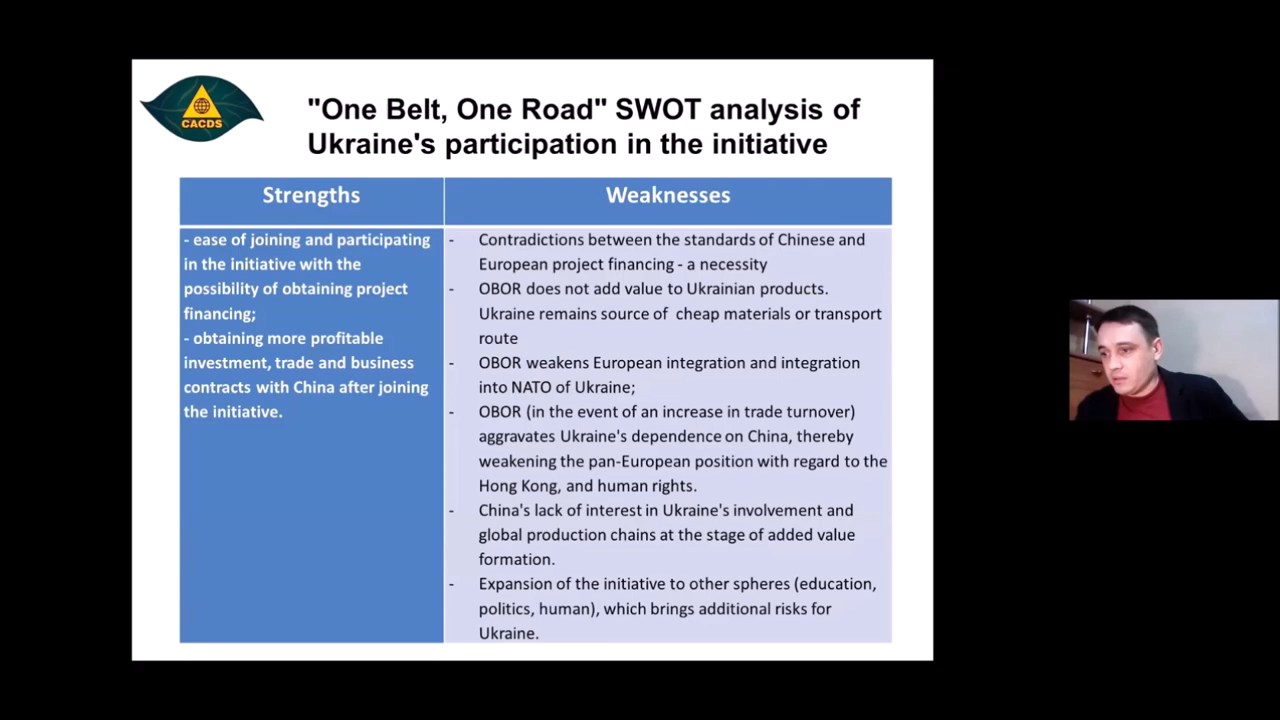 CACDS
"One Belt, One Road" SWOT analysis of
Ukraine's participation in the initiative
Strengths
Weaknesses
- ease of joining and participating
in the initiative with the
possibility of obtaining project
financing;
- obtaining more profitable
investment, trade and business
contracts with China after joining
the initiative.
- Contradictions between the standards of Chinese and
European project financing - a necessity
- OBOR does not add value to Ukrainian products.
Ukraine remains source of cheap materials or transport
route
- OBOR weakens European integration and integration
into NATO of Ukraine;
- OBOR (in the event of an increase in trade turnover)
aggravates Ukraine's dependence on China, thereby
weakening the pan-European position with regard to the
Hong Kong, and human rights.
- China's lack of interest in Ukraine's involvement and
global production chains at the stage of added value
formation.
- Expansion of the initiative to other spheres (education,
politics, human), which brings additional risks for
Ukraine.